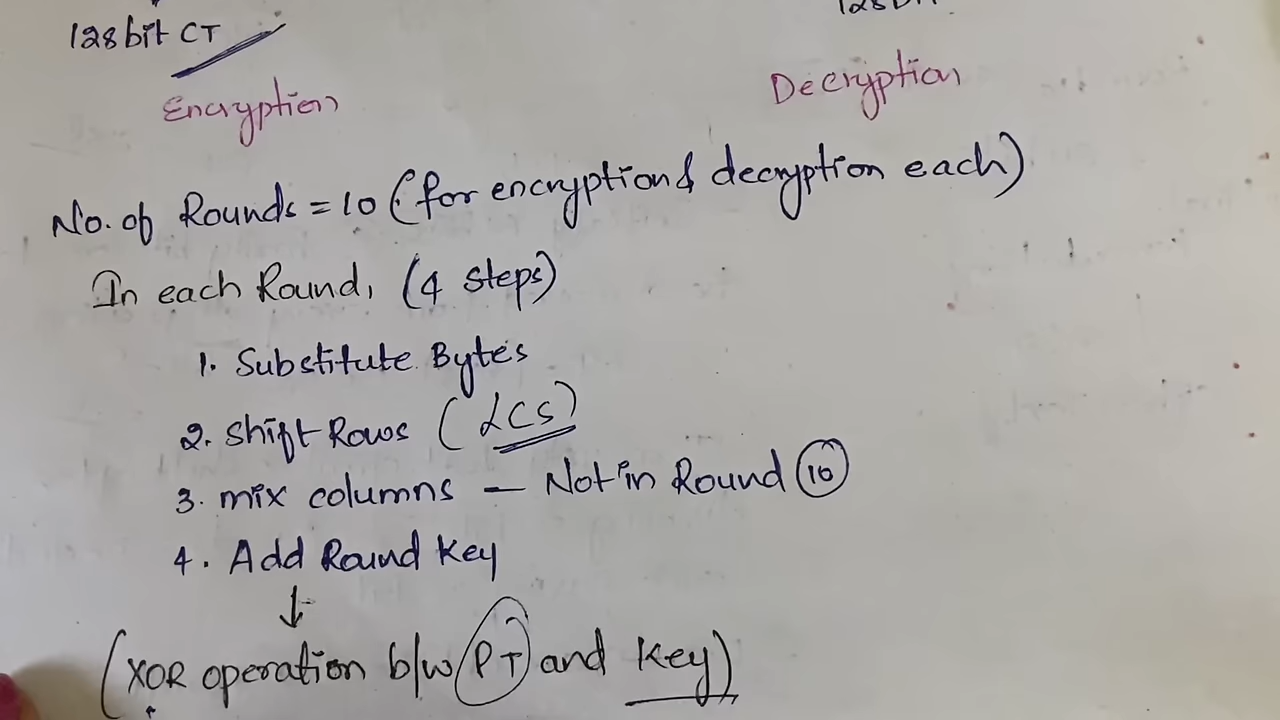 128 bit CT
Encryption
Decryption
No. of Rounds = 10 (for encryption & decryption each)
In each Round, (4 steps)
1. Substitute Bytes
2. Shift Rows (LCS)
3. mix columns — Not in Round 10
4. Add Round Key
↓
(XOR operation b/w PT and Key)